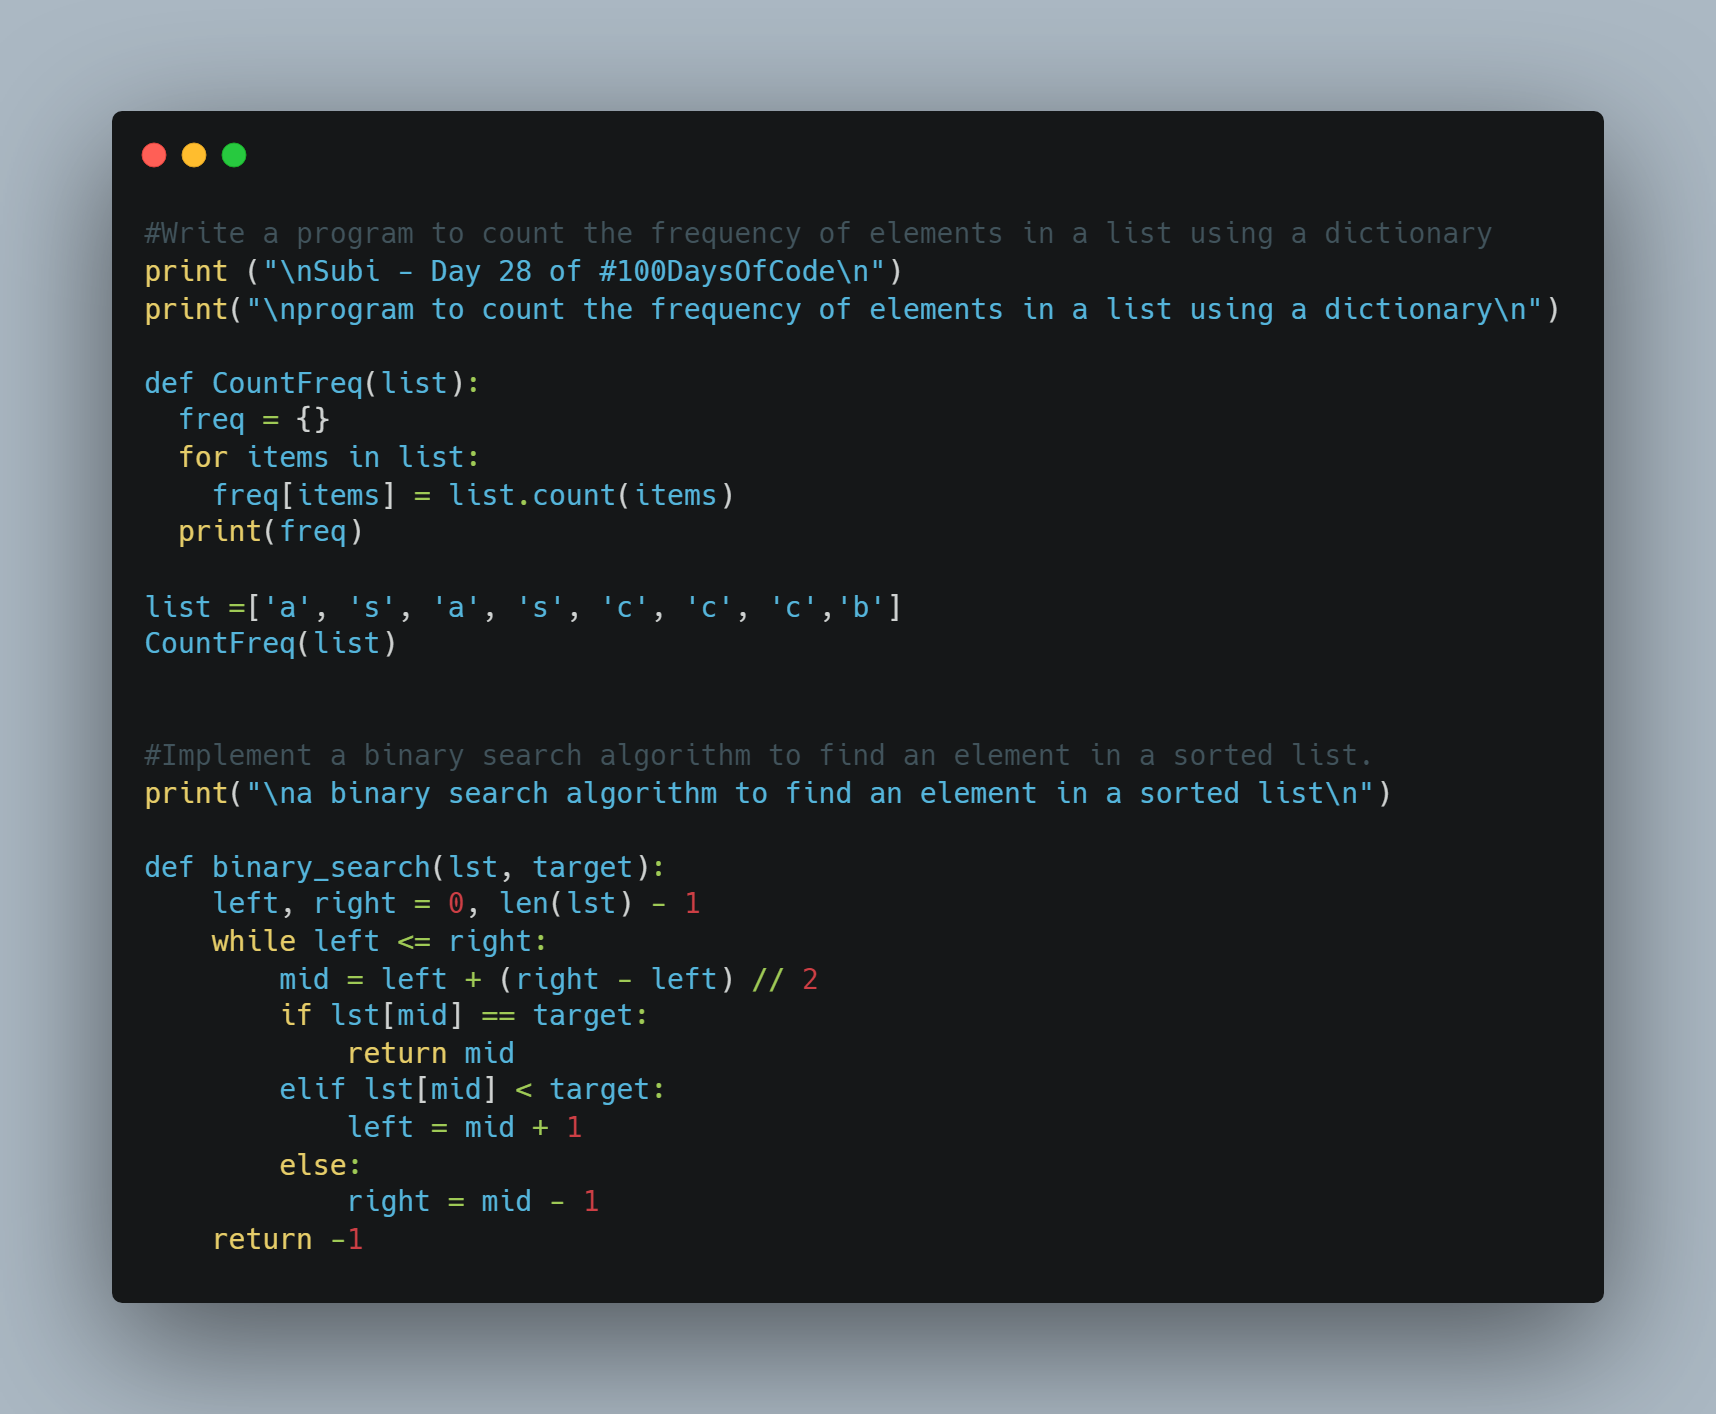 #Write a program to count the frequency of elements in a list using a dictionary
print ("\nSubi - Day 28 of #100DaysOfCode\n")
print("\nprogram to count the frequency of elements in a list using a dictionary\n")

def CountFreq(list):
  freq = {}
  for items in list:
    freq[items] = list.count(items)
  print(freq)

list =['a', 's', 'a', 's', 'c', 'c', 'c','b']
CountFreq(list)


#Implement a binary search algorithm to find an element in a sorted list.
print("\na binary search algorithm to find an element in a sorted list\n")

def binary_search(lst, target):
    left, right = 0, len(lst) - 1
    while left <= right:
        mid = left + (right - left) // 2
        if lst[mid] == target:
            return mid
        elif lst[mid] < target:
            left = mid + 1
        else:
            right = mid - 1
    return -1